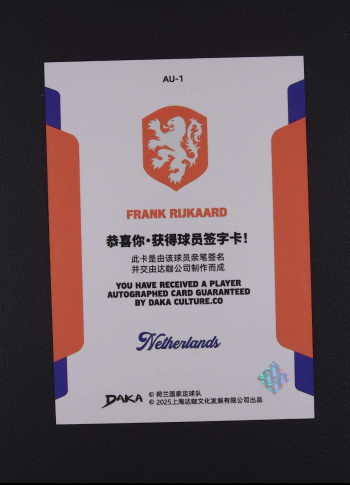 AU-1
FRANK RIJKAARD
恭喜你·获得球员签字卡!
此卡是由该球员亲笔签名
并交由达咖公司制作而成
YOU HAVE RECEIVED A PLAYER
AUTOGRAPHED CARD GUARANTEED
BY DAKA CULTURE.CO
Netherlands
DAKA © 荷兰国家足球队
© 2025上海达咖文化发展有限公司出品